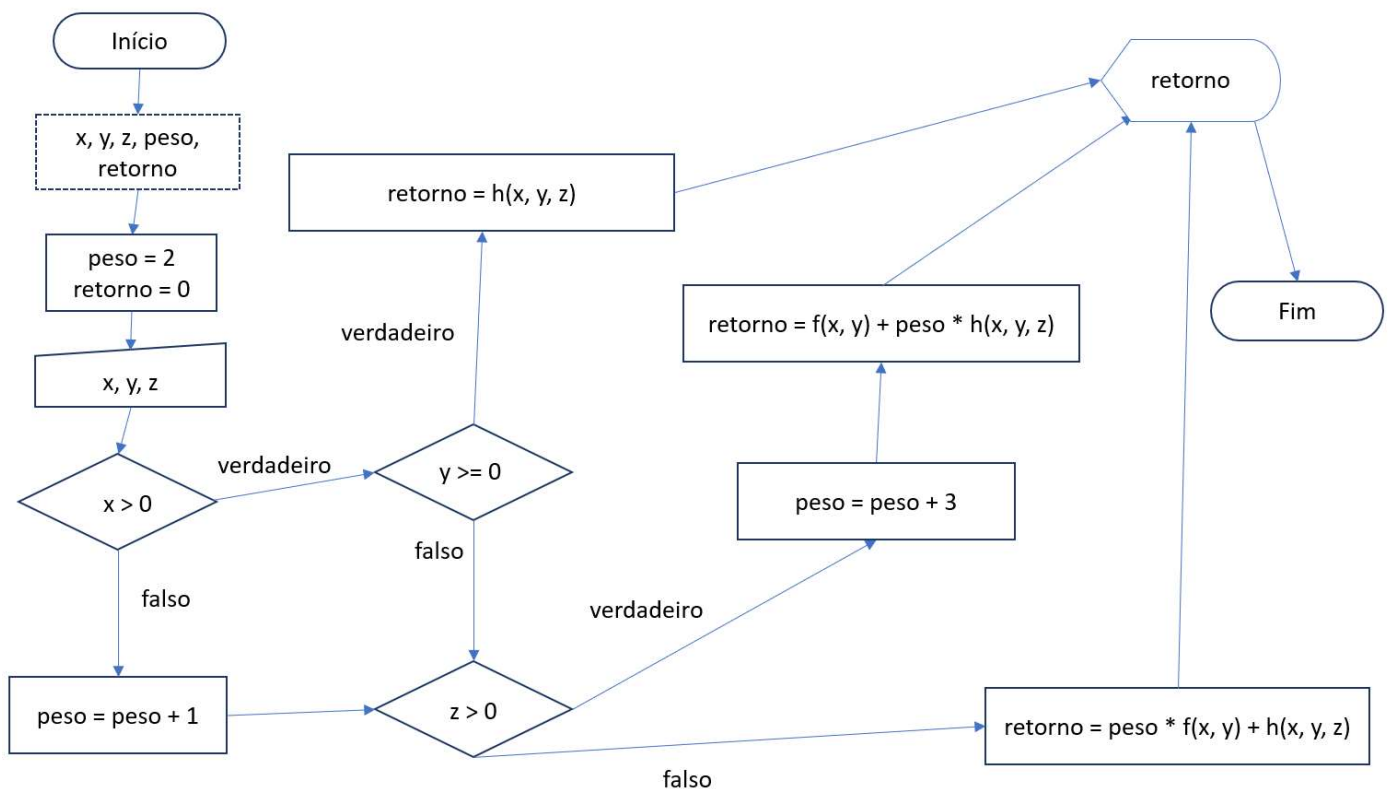 Início
x, y, z, peso,
retorno
peso = 2
retorno = 0
x, y, z
x > 0
verdadeiro
falso
peso = peso + 1
y >= 0
verdadeiro
falso
retorno = h(x, y, z)
z > 0
verdadeiro
falso
peso = peso + 3
retorno = f(x, y) + peso * h(x, y, z)
retorno = peso * f(x, y) + h(x, y, z)
retorno
Fim